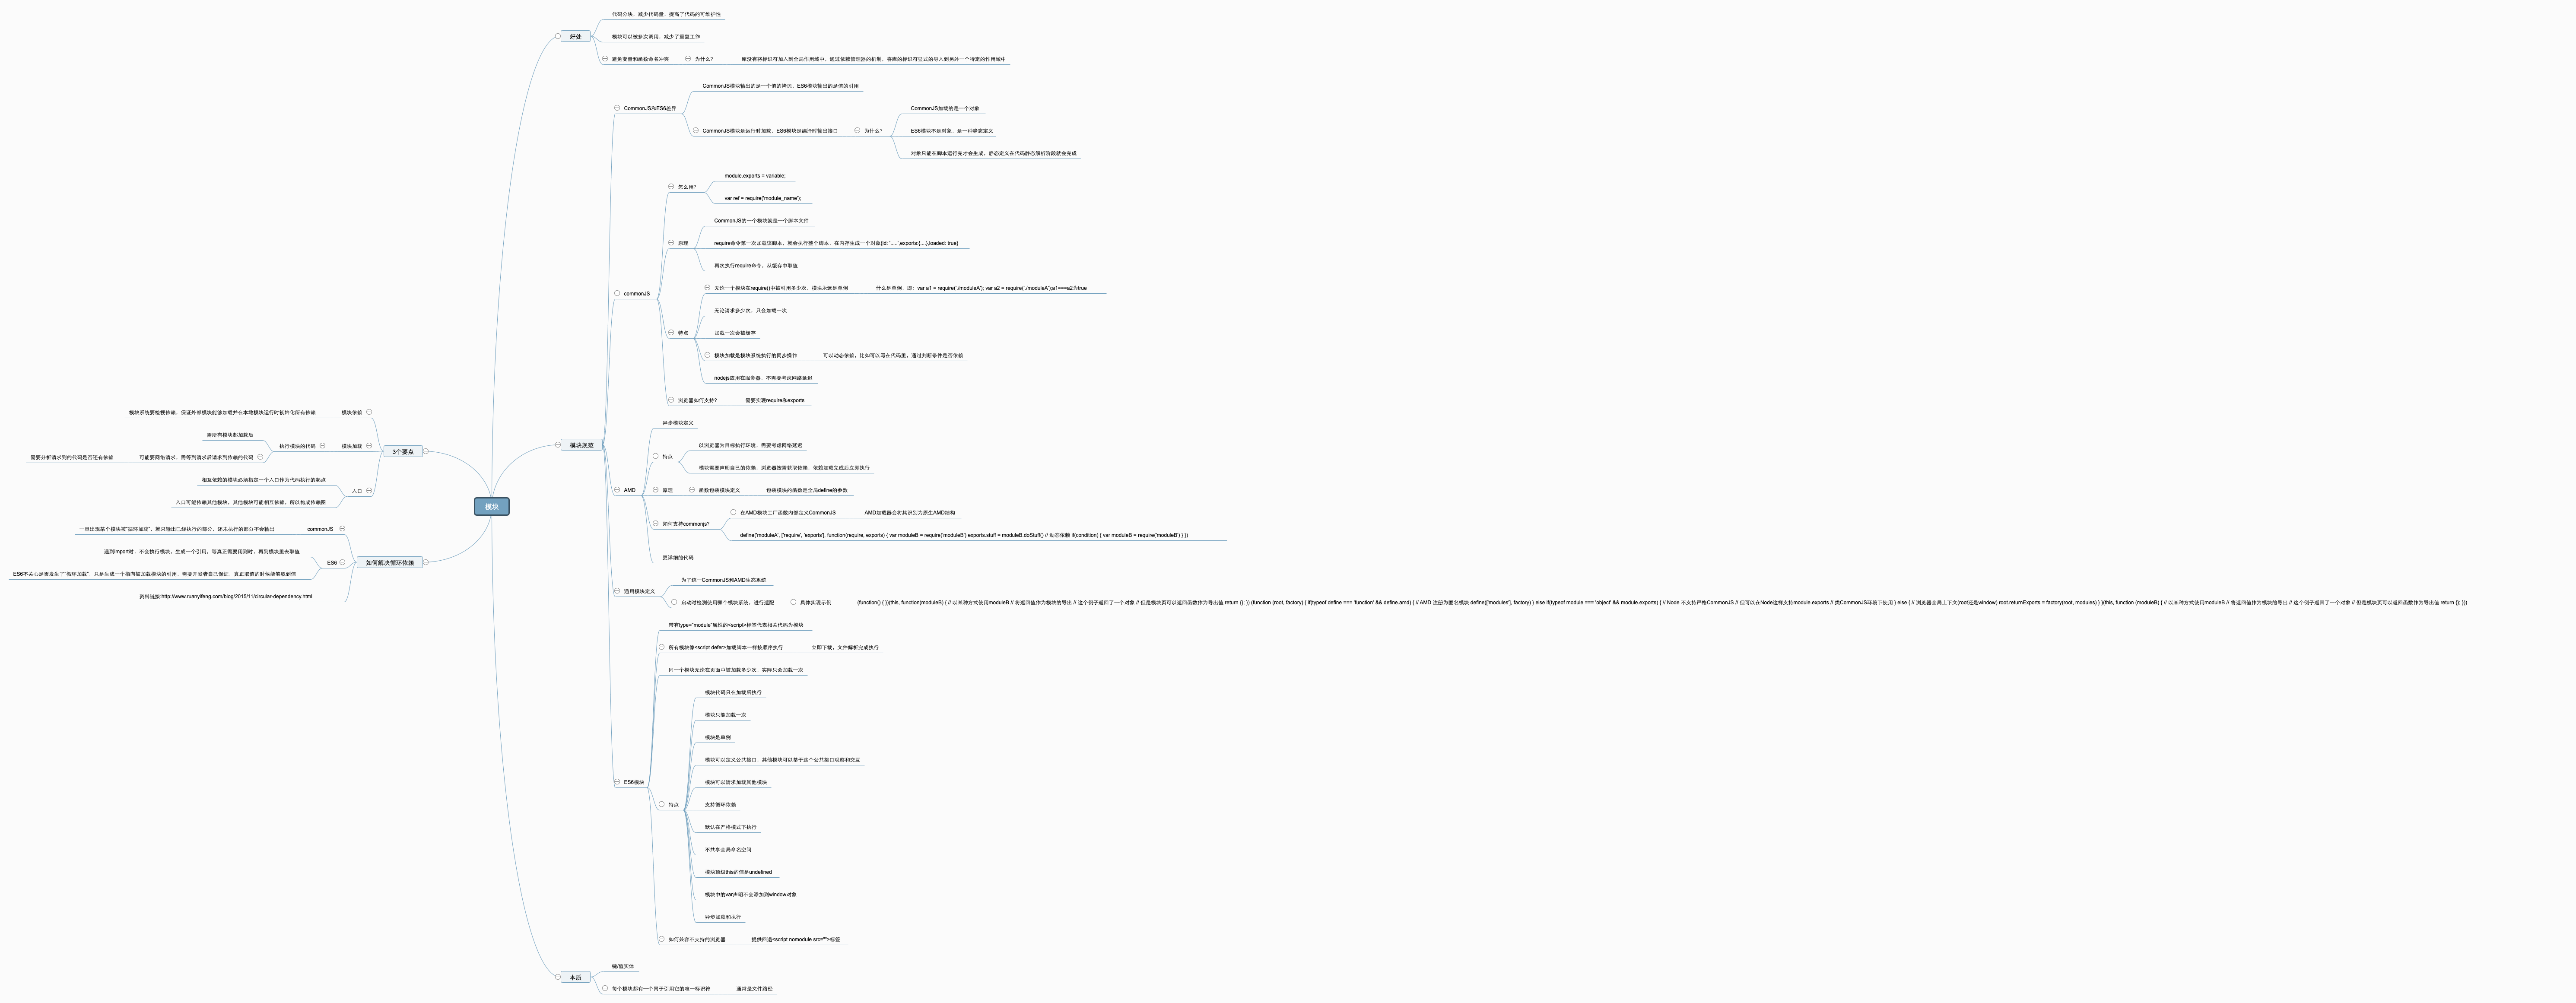 模块
好处
代码分块，减少代码量，提高了代码的可维护性
模块可以被多次调用，减少了重复工作
避免变量和函数命名冲突
为什么？
库没有将标识符加入到全局作用域中，通过依赖管理器的机制，将库的标识符显式的导入到另外一个特定的作用域中
模块规范
CommonJS和ES6差异
CommonJS模块输出的是一个值的拷贝，ES6模块输出的是值的引用
CommonJS模块是运行时加载，ES6模块是编译时输出接口
为什么？
CommonJS加载的是一个对象
ES6模块不是对象，是一种静态定义
对象只能在脚本运行完才会生成，静态定义在代码静态解析阶段就会完成
commonJS
怎么用？
module.exports = variable;
var ref = require('module_name');
原理
CommonJS的一个模块就是一个脚本文件
require命令第一次加载该脚本，就会执行整个脚本，在内存生成一个对象{id: '.....',exports:{....},loaded: true}
再次执行require命令，从缓存中取值
特点
无论一个模块在require()中被引用多少次，模块永远是单例
什么是单例，即：var a1 = require('./moduleA'); var a2 = require('./moduleA');a1===a2为true
无论请求多少次，只会加载一次
加载一次会被缓存
模块加载是模块系统执行的同步操作
可以动态依赖，比如可以写在代码里，通过判断条件是否依赖
nodejs应用在服务器，不需要考虑网络延迟
浏览器如何支持？
需要实现require和exports
AMD
异步模块定义
特点
以浏览器为目标执行环境，需要考虑网络延迟
模块需要声明自己的依赖，浏览器按需获取依赖，依赖加载完成后立即执行
原理
函数包装模块定义
包装模块的函数是全局define的参数
如何支持commonjs？
在AMD模块工厂函数内部定义CommonJS
AMD加载器会将其识别为原生AMD结构
define('moduleA', ['require', 'exports'], function(require, exports) { var moduleB = require('moduleB') exports.stuff = moduleB.doStuff() // 动态依赖 if(condition) { var moduleB = require('moduleB') } })
更详细的代码
通用模块定义
为了统一CommonJS和AMD生态系统
启动时检测使用哪个模块系统，进行适配
具体实现示例
(function() { })(this, function(moduleB) { // 以某种方式使用moduleB // 将返回值作为模块的导出 // 这个例子返回了一个对象 // 但是模块页可以返回函数作为导出值 return {}; }) (function (root, factory) { if(typeof define === 'function' && define.amd) { // AMD 注册为匿名模块 define(['modules'], factory) } else if(typeof module === 'object' && module.exports) { // Node 不支持严格CommonJS // 但可以在Node这样支持module.exports // 类CommonJS环境下使用 } else { // 浏览器全局上下文(root还是window) root.returnExports = factory(root, modules) } }(this, function (moduleB) { // 以某种方式使用moduleB // 将返回值作为模块的导出 // 这个例子返回了一个对象 // 但是模块页可以返回函数作为导出值 return {}; }))
ES6模块
带有type="module"属性的<script>标签代表相关代码为模块
所有模块像<script defer>加载脚本一样按顺序执行
立即下载，文件解析完成执行
同一个模块无论在页面中被加载多少次，实际只会加载一次
特点
模块代码只在加载后执行
模块只能加载一次
模块是单例
模块可以定义公共接口，其他模块可以基于这个公共接口观察和交互
模块可以请求加载其他模块
支持循环依赖
默认在严格模式下执行
不共享全局命名空间
模块顶级this的值是undefined
模块中的var声明不会添加到window对象
异步加载和执行
如何兼容不支持的浏览器
提供回退<script nomodule src="">标签
本质
键/值实体
每个模块都有一个用于引用它的唯一标识符
通常是文件路径
3个要点
模块依赖
模块系统要检视依赖，保证外部模块能够加载并在本地模块运行时初始化所有依赖
模块加载
执行模块的代码
需所有模块都加载后
可能要网络请求，需等到请求后请求到依赖的代码
需要分析请求到的代码是否还有依赖
入口
相互依赖的模块必须指定一个入口作为代码执行的起点
入口可能依赖其他模块，其他模块可能相互依赖，所以构成依赖图
如何解决循环依赖
commonJS
一旦出现某个模块被"循环加载"，就只输出已经执行的部分，还未执行的部分不会输出
ES6
遇到import时，不会执行模块，生成一个引用，等真正需要用到时，再到模块里去取值
ES6不关心是否发生了"循环加载"，只是生成一个指向被加载模块的引用，需要开发者自己保证，真正取值的时候能够取到值
资料链接:http://www.ruanyifeng.com/blog/2015/11/circular-dependency.html